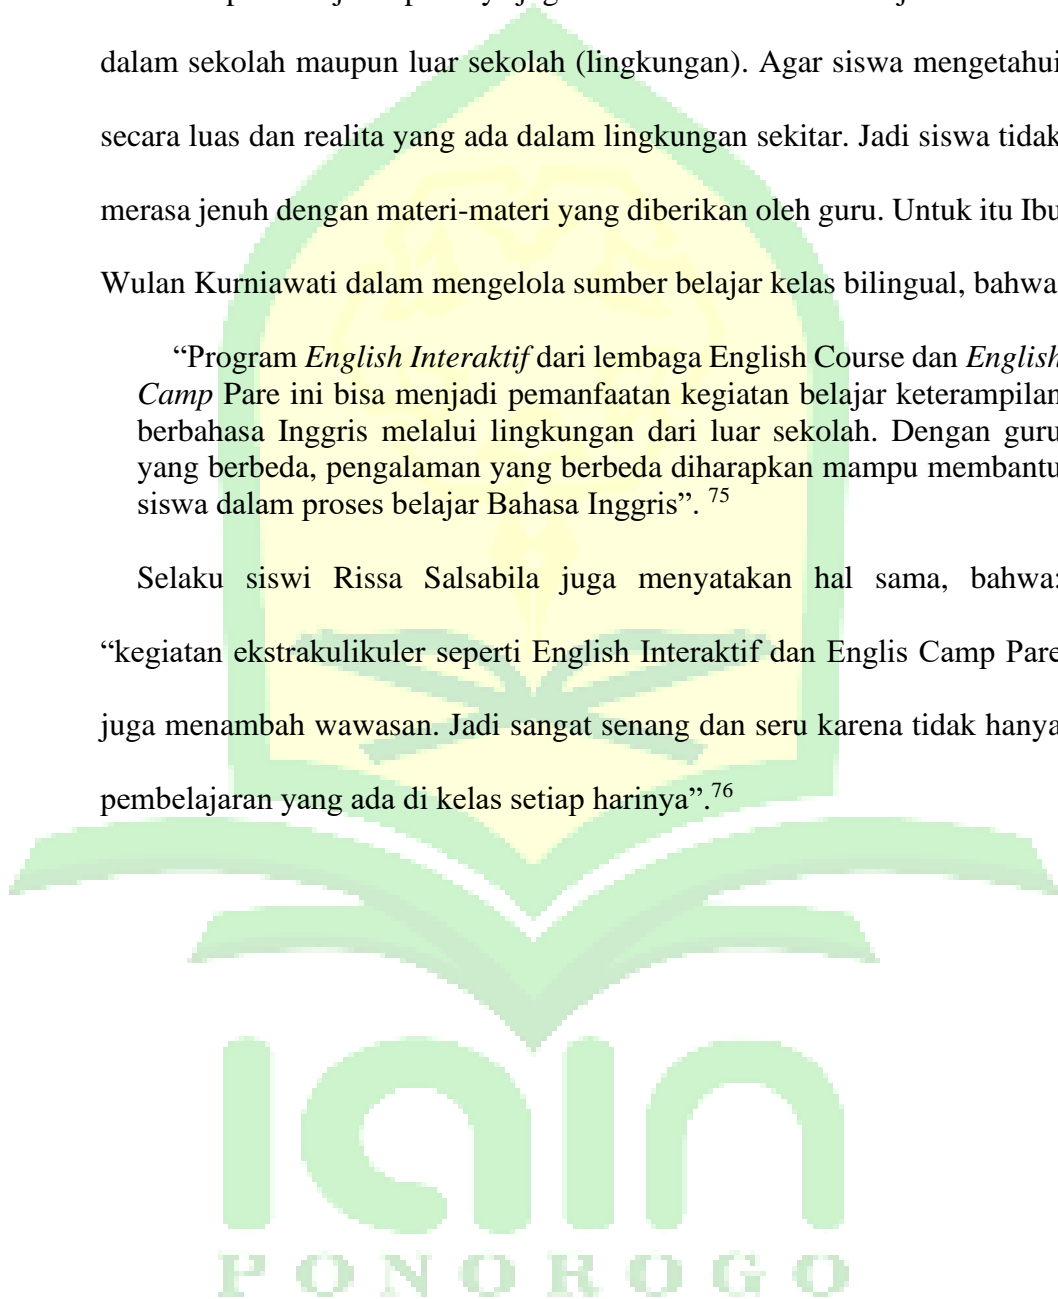 dalam sekolah maupun luar sekolah (lingkungan). Agar siswa mengetahui
secara luas dan realita yang ada dalam lingkungan sekitar. Jadi siswa tidak
merasa jenuh dengan materi-materi yang diberikan oleh guru. Untuk itu Ibu
Wulan Kurniawati dalam mengelola sumber belajar kelas bilingual, bahwa
“Program English Interaktif dari lembaga English Course dan English
Camp Pare ini bisa menjadi pemanfaatan kegiatan belajar keterampilan
berbahasa Inggris melalui lingkungan dari luar sekolah. Dengan guru
yang berbeda, pengalaman yang berbeda diharapkan mampu membantu
siswa dalam proses belajar Bahasa Inggris”. 75
Selaku siswi Rissa Salsabila juga menyatakan hal sama, bahwa:
“kegiatan ekstrakulikuler seperti English Interaktif dan Englis Camp Pare
juga menambah wawasan. Jadi sangat senang dan seru karena tidak hanya
pembelajaran yang ada di kelas setiap harinya”.76
iain
PONOROGO